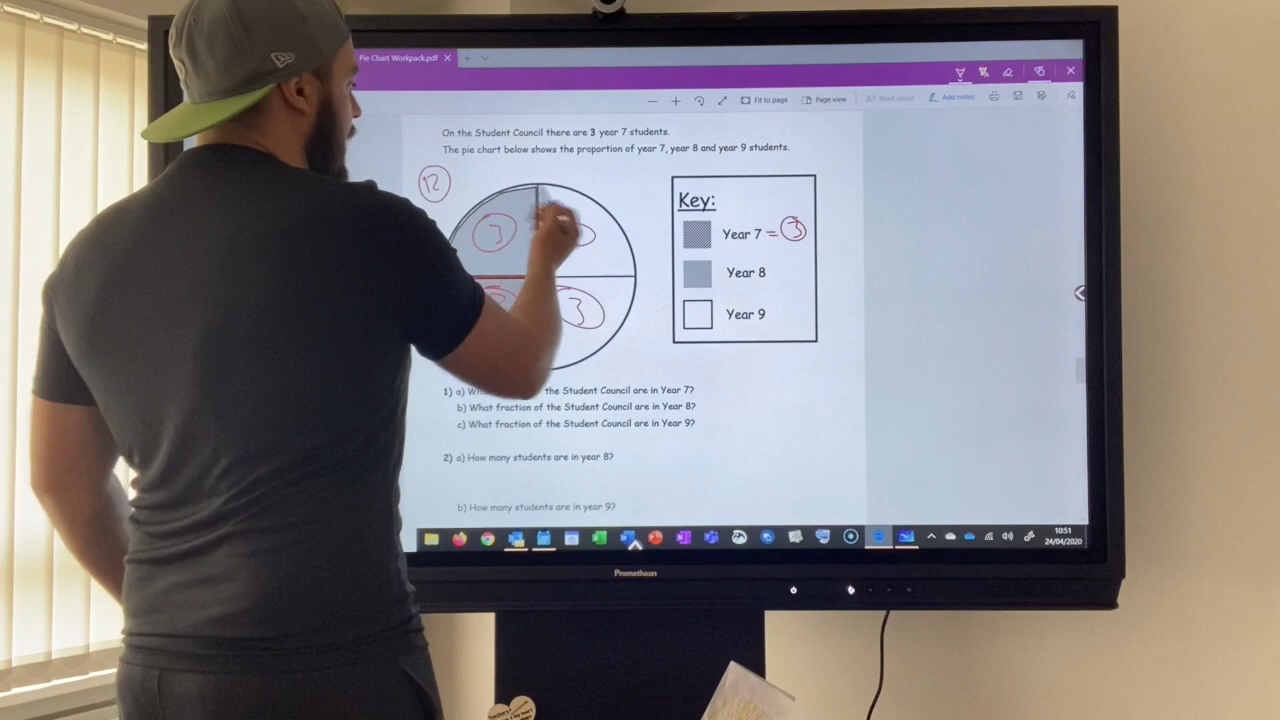 Pie Chart Workpack.pdf
Fit to page
Page view
Read aloud
Add notes
On the Student Council there are 3 year 7 students.
The pie chart below shows the proportion of year 7, year 8 and year 9 students.
12
Key:
3
Year 7 = 3
Year 8
3
Year 9
1) a) the Student Council are in Year 7?
b) What fraction of the Student Council are in Year 8?
c) What fraction of the Student Council are in Year 9?
2) a) How many students are in year 8?
b) How many students are in year 9?
10:51
24/04/2020
Promethean